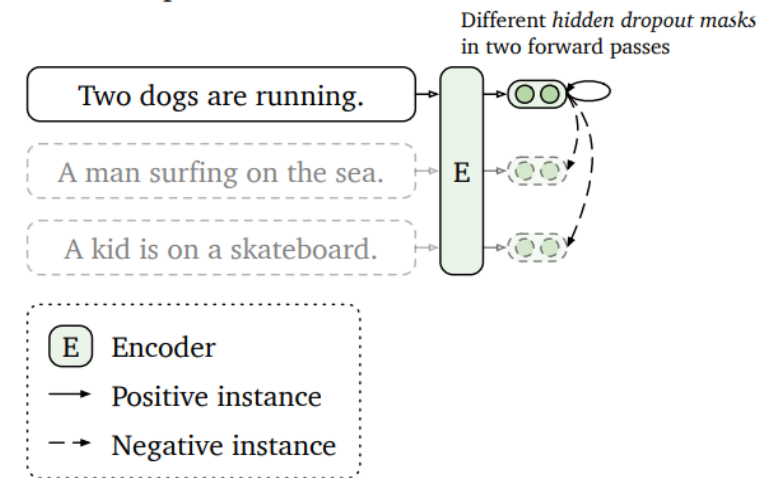 Different hidden dropout masks
in two forward passes
Two dogs are running.
A man surfing on the sea.
E
A kid is on a skateboard.
E Encoder
Positive instance
Negative instance